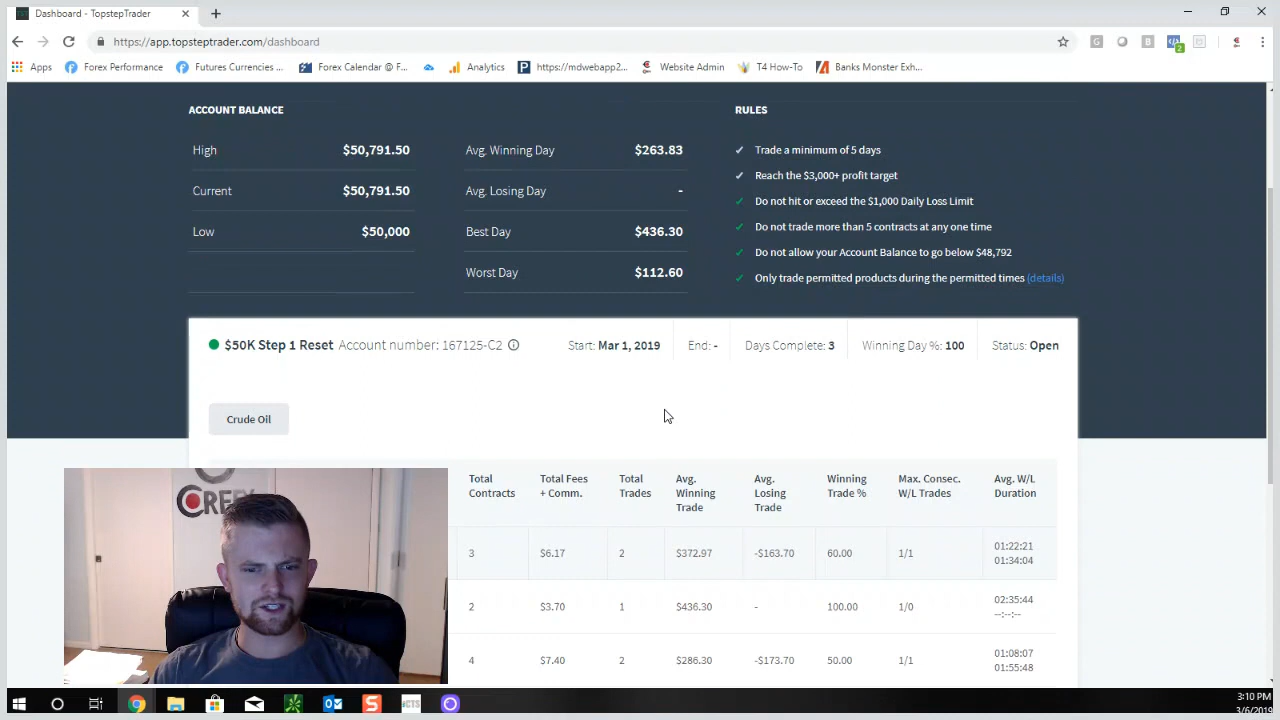 Dashboard - TopstepTrader
https://app.topsteptrader.com/dashboard
Apps
Forex Performance
Futures Currencies ...
Forex Calendar @ F...
Analytics
https://mdwebapp2...
Website Admin
T4 How-To
Banks Monster Exh...
ACCOUNT BALANCE
High $50,791.50
Current $50,791.50
Low $50,000
Avg. Winning Day $263.83
Avg. Losing Day -
Best Day $436.30
Worst Day $112.60
RULES
Trade a minimum of 5 days
Reach the $3,000+ profit target
Do not hit or exceed the $1,000 Daily Loss Limit
Do not trade more than 5 contracts at any one time
Do not allow your Account Balance to go below $48,792
Only trade permitted products during the permitted times (details)
$50K Step 1 Reset Account number: 167125-C2 Start: Mar 1, 2019 End: - Days Complete: 3 Winning Day %: 100 Status: Open
Crude Oil
Total Contracts
Total Fees + Comm.
Total Trades
Avg. Winning Trade
Avg. Losing Trade
Winning Trade %
Max. Consec. W/L Trades
Avg. W/L Duration
3 $6.17 2 $372.97 -$163.70 60.00 1/1 01:22:21
01:34:04
2 $3.70 1 $436.30 - 100.00 1/0 02:35:44
--:--:--
4 $7.40 2 $286.30 -$173.70 50.00 1/1 01:08:07
01:55:48
3:10 PM
3/6/2019